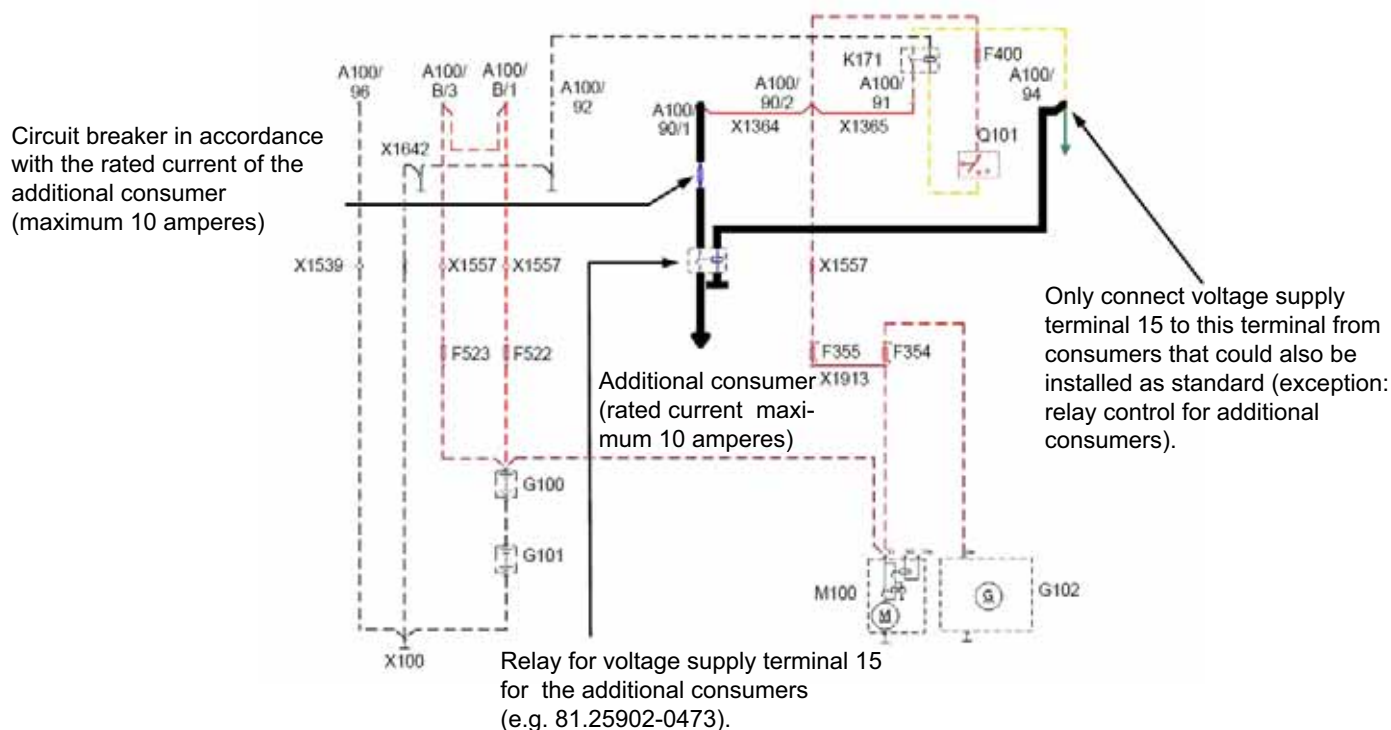 K171
F400
A100/
96
A100/
B/3
A100/
B/1
A100/
92
A100/
90/1
A100/
90/2
A100/
91
A100/
94
X1364
X1365
Q101
Circuit breaker in accordance
with the rated current of the
additional consumer
(maximum 10 amperes)
X1642
X1539
X1557
X1557
X1557
Only connect voltage supply
terminal 15 to this terminal from
consumers that could also be
installed as standard (exception:
relay control for additional
consumers).
F523
F522
F355
F354
X1913
Additional consumer
(rated current maxi-
mum 10 amperes)
G100
G101
M100
M
G
G102
X100
Relay for voltage supply terminal 15
for the additional consumers
(e.g. 81.25902-0473).